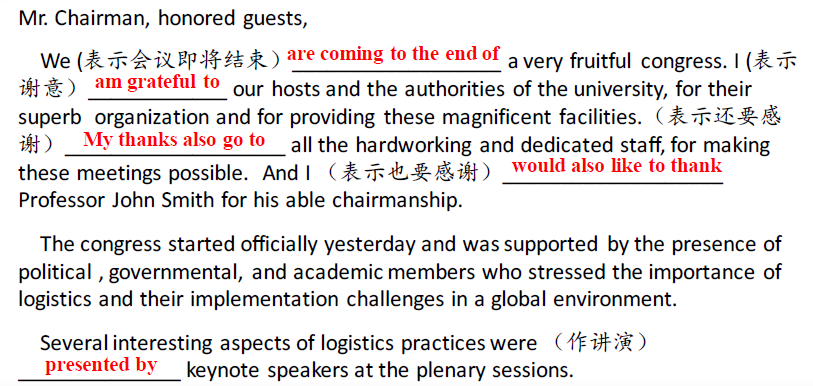 Mr. Chairman, honored guests,
We (表示会议即将结束) are coming to the end of a very fruitful congress. I (表示
谢意) am grateful to our hosts and the authorities of the university, for their
superb organization and for providing these magnificent facilities. (表示还要感
谢) My thanks also go to all the hardworking and dedicated staff, for making
these meetings possible. And I (表示也要感谢) would also like to thank
Professor John Smith for his able chairmanship.
The congress started officially yesterday and was supported by the presence of
political , governmental, and academic members who stressed the importance of
logistics and their implementation challenges in a global environment.
Several interesting aspects of logistics practices were (作讲演)
presented by keynote speakers at the plenary sessions.